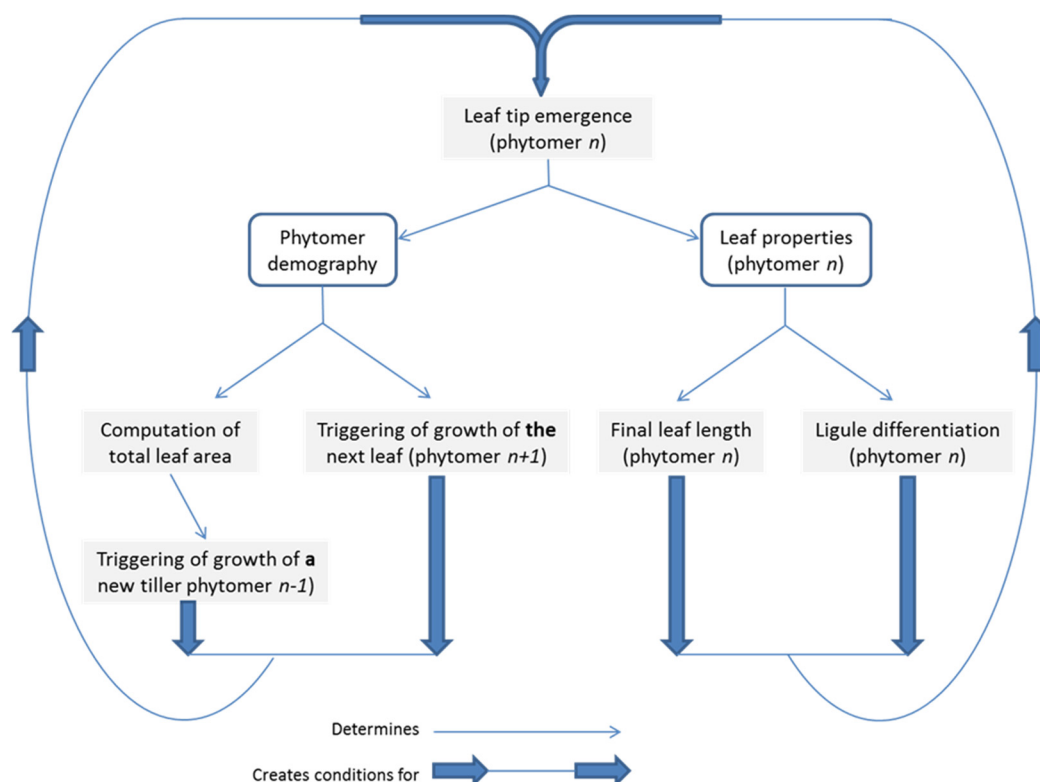 Leaf tip emergence
(phytomer n)
Phytomer
demography
Leaf properties
(phytomer n)
Computation of
total leaf area
Triggering of growth of the
next leaf (phytomer n+1)
Final leaf length
(phytomer n)
Ligule differentiation
(phytomer n)
Triggering of growth of a
new tiller phytomer n-1)
Determines
Creates conditions for